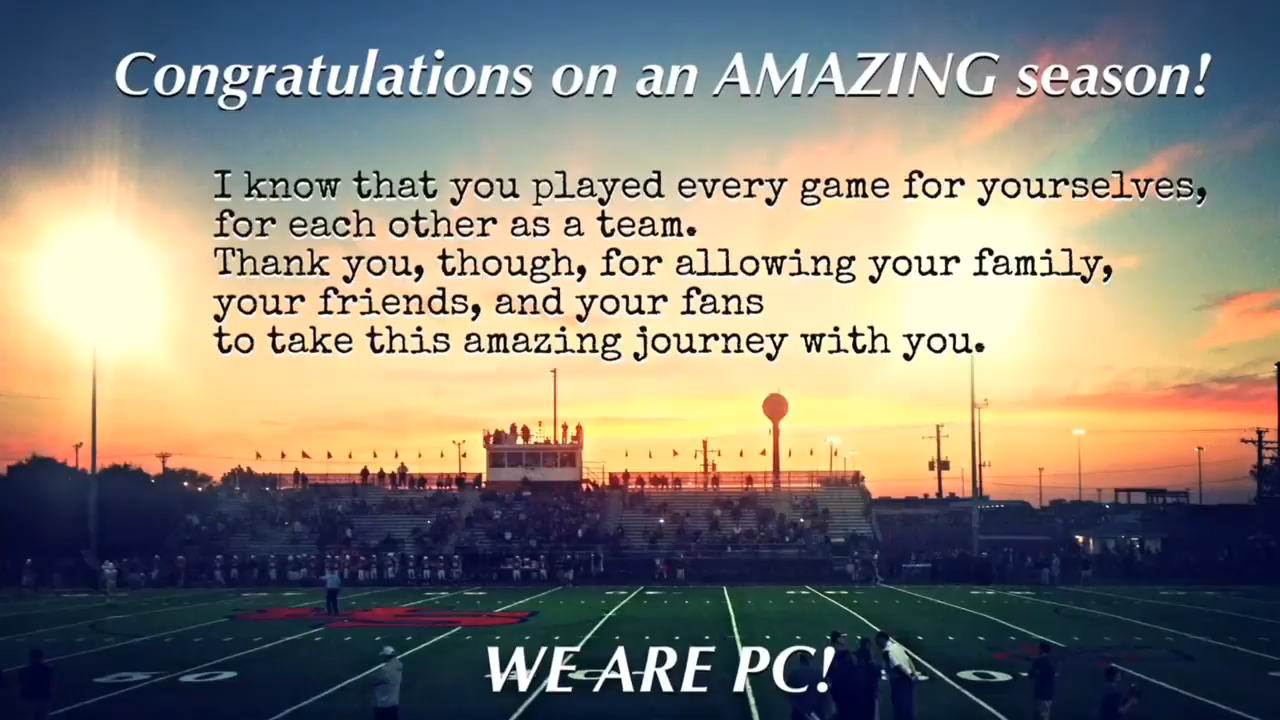 Congratulations on an AMAZING season!
I know that you played every game for yourselves,
for each other as a team.
Thank you, though, for allowing your family,
your friends, and your fans
to take this amazing journey with you.
WE ARE PC!